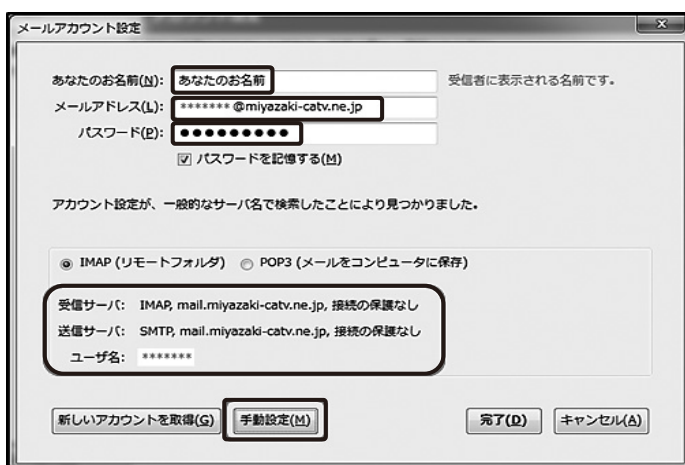 メールアカウント設定
あなたのお名前(N): あなたのお名前 受信者に表示される名前です。
メールアドレス(L): *******@miyazaki-catv.ne.jp
パスワード(P): ●●●●●●●●●
パスワードを記憶する(M)
アカウント設定が、一般的なサーバ名で検索したことにより見つかりました。
IMAP (リモートフォルダ) POP3 (メールをコンピュータに保存)
受信サーバ: IMAP, mail.miyazaki-catv.ne.jp, 接続の保護なし
送信サーバ: SMTP, mail.miyazaki-catv.ne.jp, 接続の保護なし
ユーザ名: *******
新しいアカウントを取得(G) 手動設定(M) 完了(D) キャンセル(A)